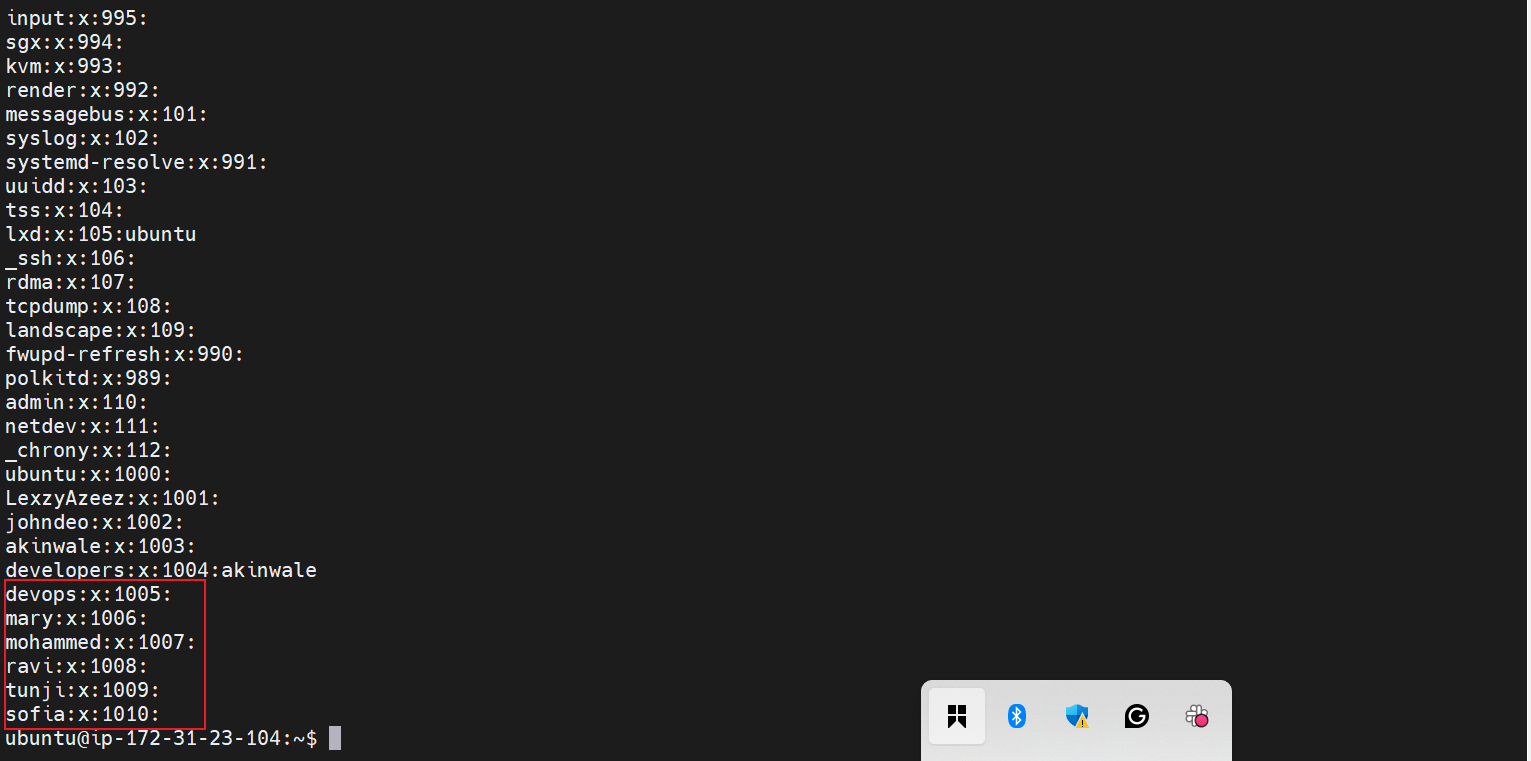 input:x:995:
sgx:x:994:
kvm:x:993:
render:x:992:
messagebus:x:101:
syslog:x:102:
systemd-resolve:x:991:
uuidd:x:103:
tss:x:104:
lxd:x:105:ubuntu
_ssh:x:106:
rdma:x:107:
tcpdump:x:108:
landscape:x:109:
fwupd-refresh:x:990:
polkitd:x:989:
admin:x:110:
netdev:x:111:
_chrony:x:112:
ubuntu:x:1000:
LexzyAzeez:x:1001:
johndeo:x:1002:
akinwale:x:1003:
developers:x:1004:akinwale
devops:x:1005:
mary:x:1006:
mohammed:x:1007:
ravi:x:1008:
tunji:x:1009:
sofia:x:1010:
ubuntu@ip-172-31-23-104:~$